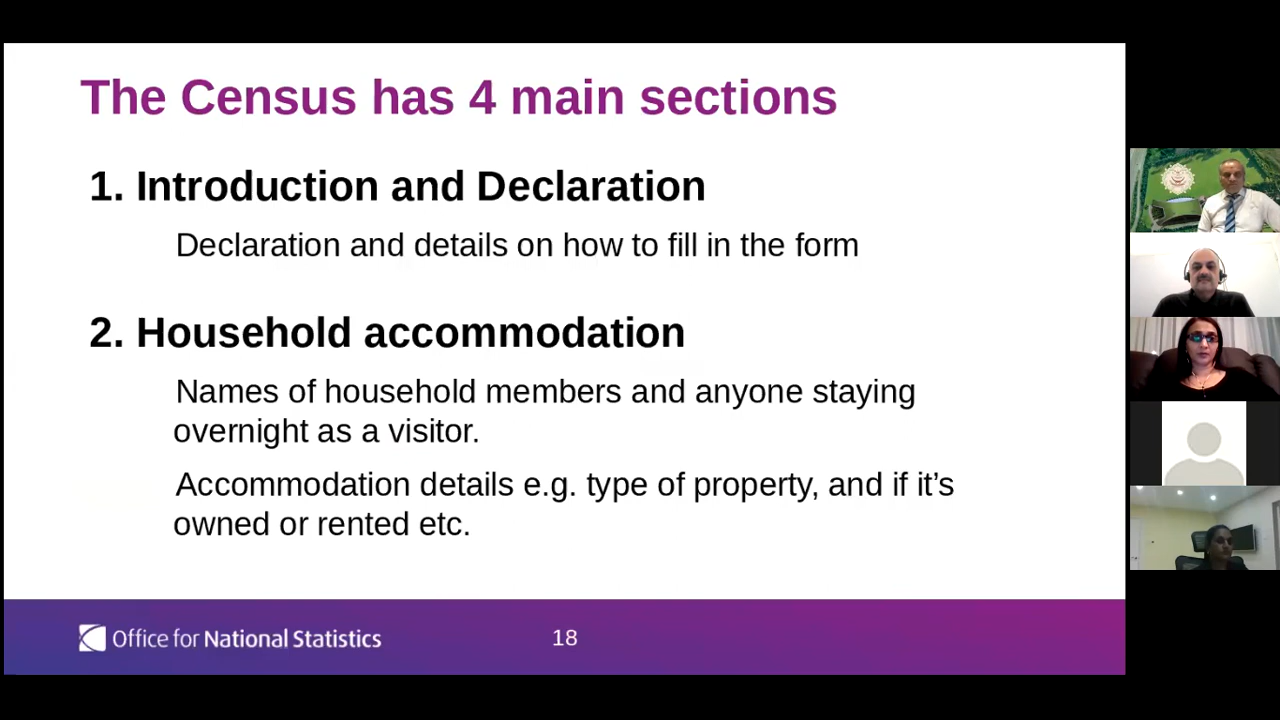 The Census has 4 main sections
1. Introduction and Declaration
Declaration and details on how to fill in the form
2. Household accommodation
Names of household members and anyone staying
overnight as a visitor.
Accommodation details e.g. type of property, and if it’s
owned or rented etc.
Office for National Statistics
18